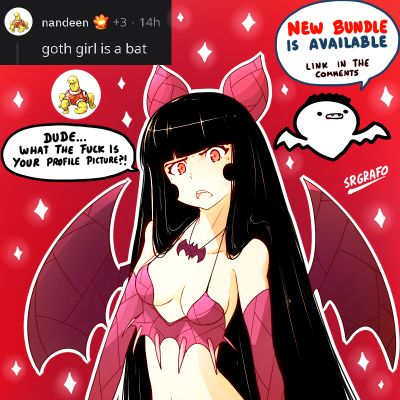 nandeen +3 · 14h
goth girl is a bat
NEW BUNDLE
IS AVAILABLE
LINK IN THE
COMMENTS
DUDE...
WHAT THE FUCK IS
YOUR PROFILE PICTURE?!
SRGRAFO